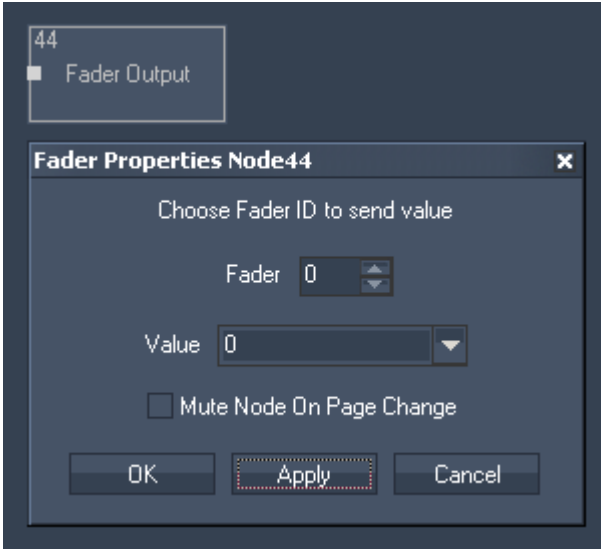 44
Fader Output
Fader Properties Node44
Choose Fader ID to send value
Fader 0
Value 0
Mute Node On Page Change
OK Apply Cancel